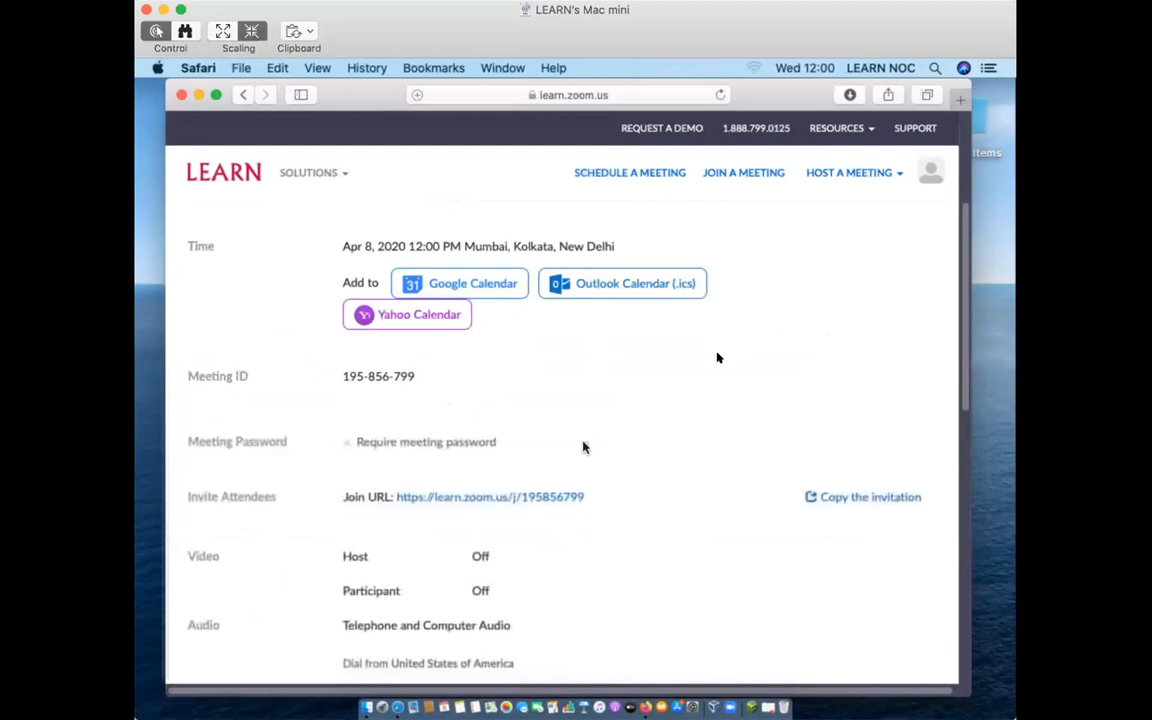 LEARN's Mac mini
Control Scaling Clipboard
Safari File Edit View History Bookmarks Window Help Wed 12:00 LEARN NOC
learn.zoom.us
Items
REQUEST A DEMO 1.888.799.0125 RESOURCES SUPPORT
LEARN SOLUTIONS SCHEDULE A MEETING JOIN A MEETING HOST A MEETING
Time Apr 8, 2020 12:00 PM Mumbai, Kolkata, New Delhi
Add to 31 Google Calendar Outlook Calendar (.ics)
Yahoo Calendar
Meeting ID 195-856-799
Meeting Password Require meeting password
Invite Attendees Join URL: https://learn.zoom.us/j/195856799 Copy the invitation
Video Host Off
Participant Off
Audio Telephone and Computer Audio
Dial from United States of America